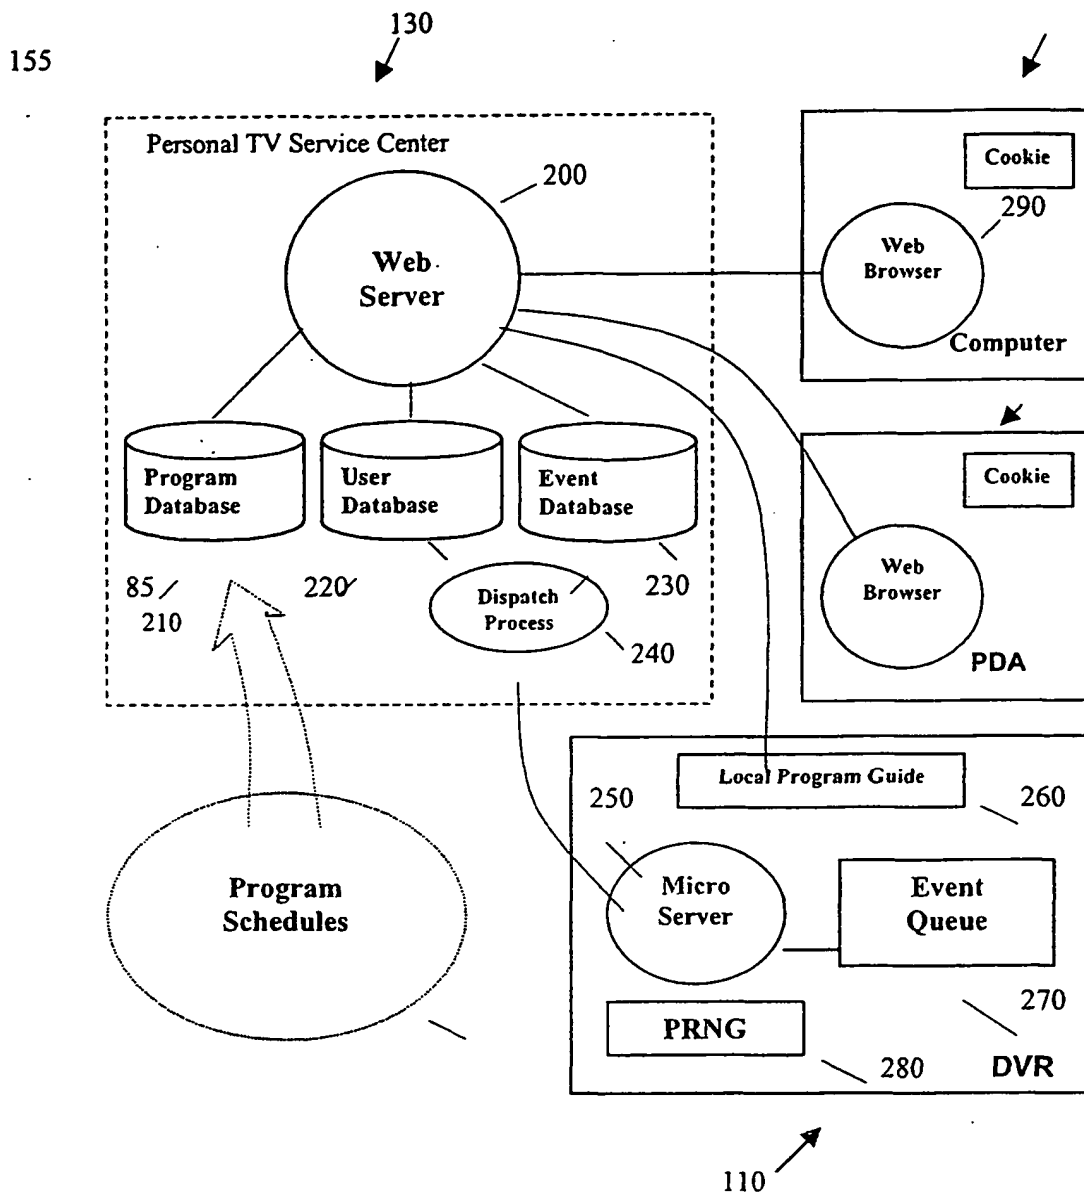 130
155
Personal TV Service Center
200
Web
Server
Cookie
290
Web
Browser
Computer
Program
Database
User
Database
Event
Database
Cookie
85
210
220
230
Dispatch
Process
240
Web
Browser
PDA
Local Program Guide
250
260
Program
Schedules
Micro
Server
Event
Queue
270
PRNG
280
DVR
110